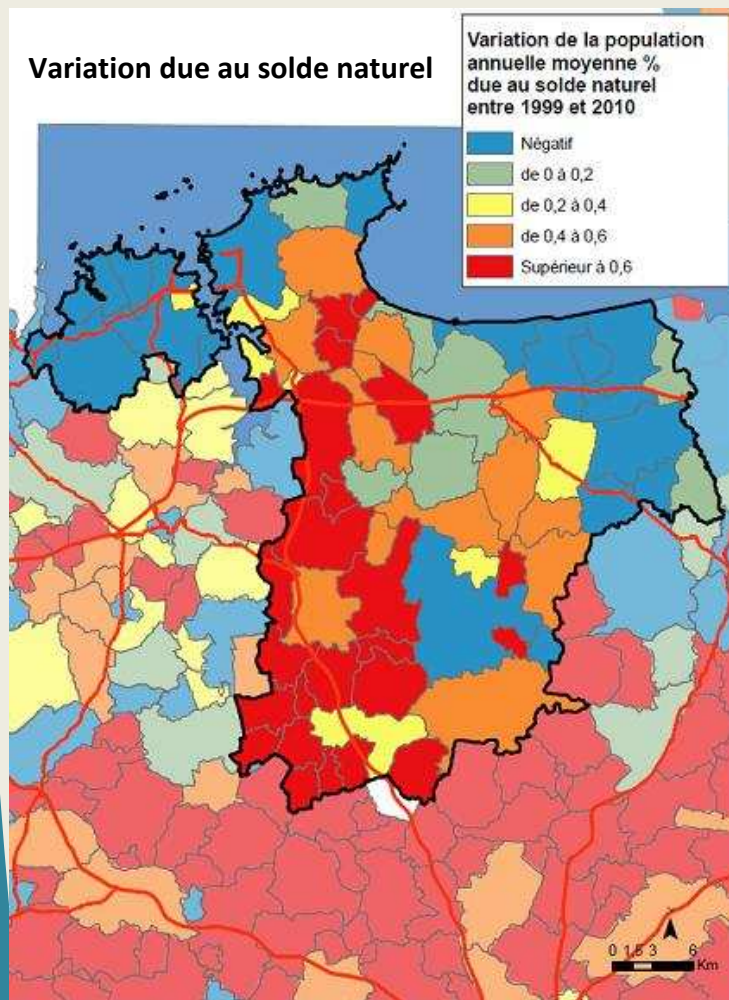 Variation due au solde naturel
Variation de la population
annuelle moyenne %
due au solde naturel
entre 1999 et 2010
Négatif
de 0 à 0,2
de 0,2 à 0,4
de 0,4 à 0,6
Supérieur à 0,6
0 1,5 3 6
Km